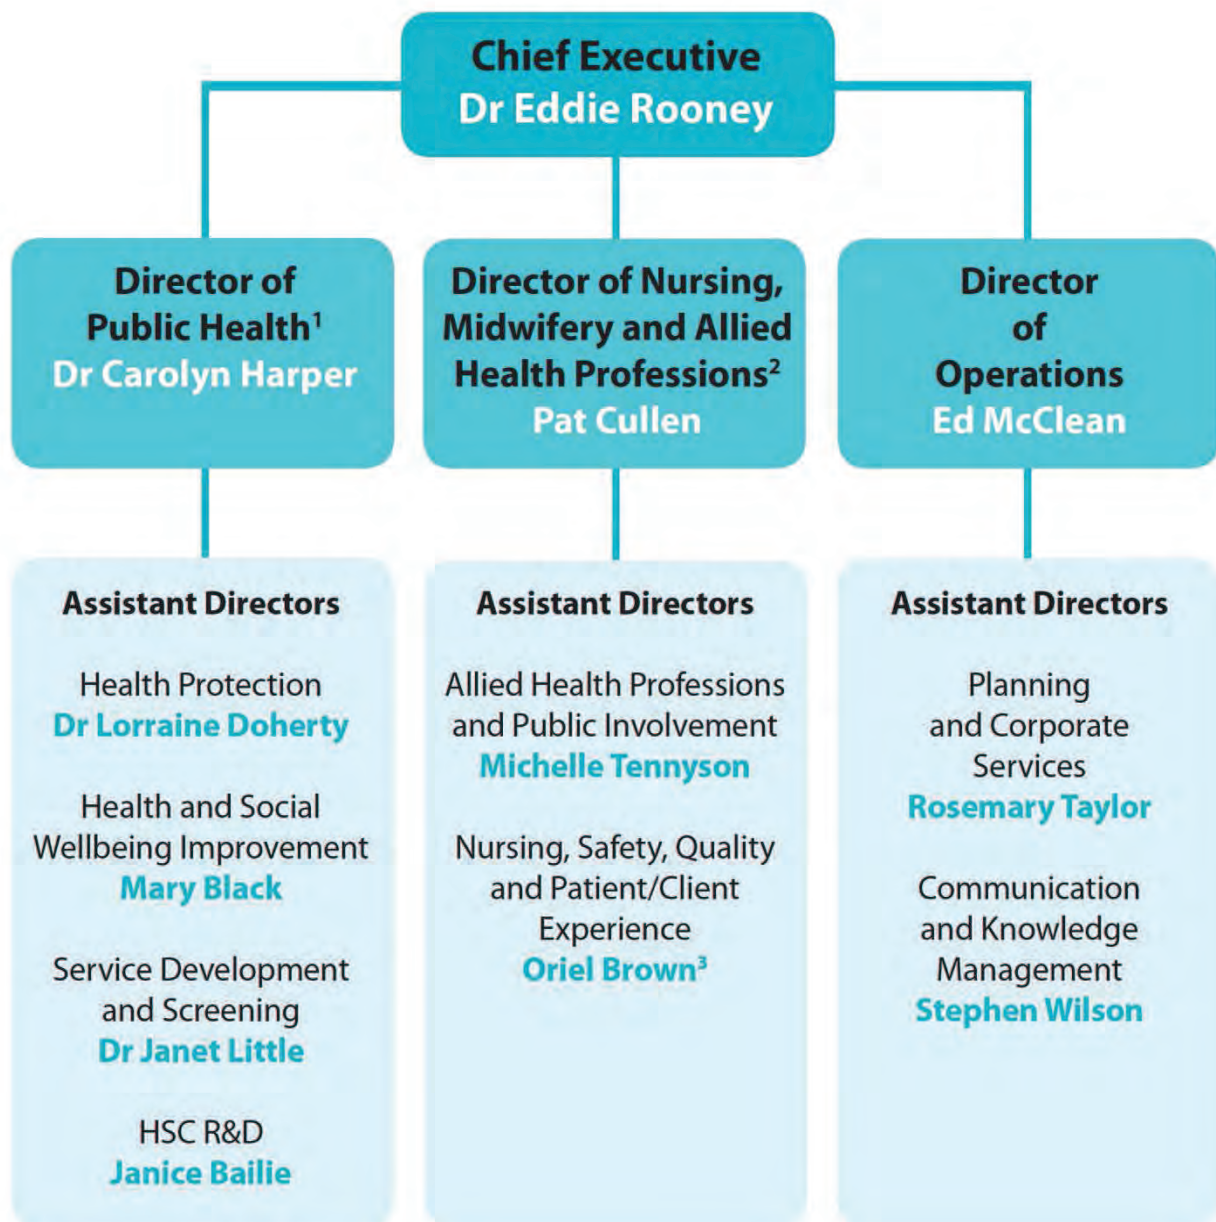 Chief Executive
Dr Eddie Rooney
Director of
Public Health¹
Dr Carolyn Harper
Director of Nursing,
Midwifery and Allied
Health Professions²
Pat Cullen
Director
of
Operations
Ed McClean
Assistant Directors
Health Protection
Dr Lorraine Doherty
Health and Social
Wellbeing Improvement
Mary Black
Service Development
and Screening
Dr Janet Little
HSC R&D
Janice Bailie
Assistant Directors
Allied Health Professions
and Public Involvement
Michelle Tennyson
Nursing, Safety, Quality
and Patient/Client
Experience
Oriel Brown³
Assistant Directors
Planning
and Corporate
Services
Rosemary Taylor
Communication
and Knowledge
Management
Stephen Wilson